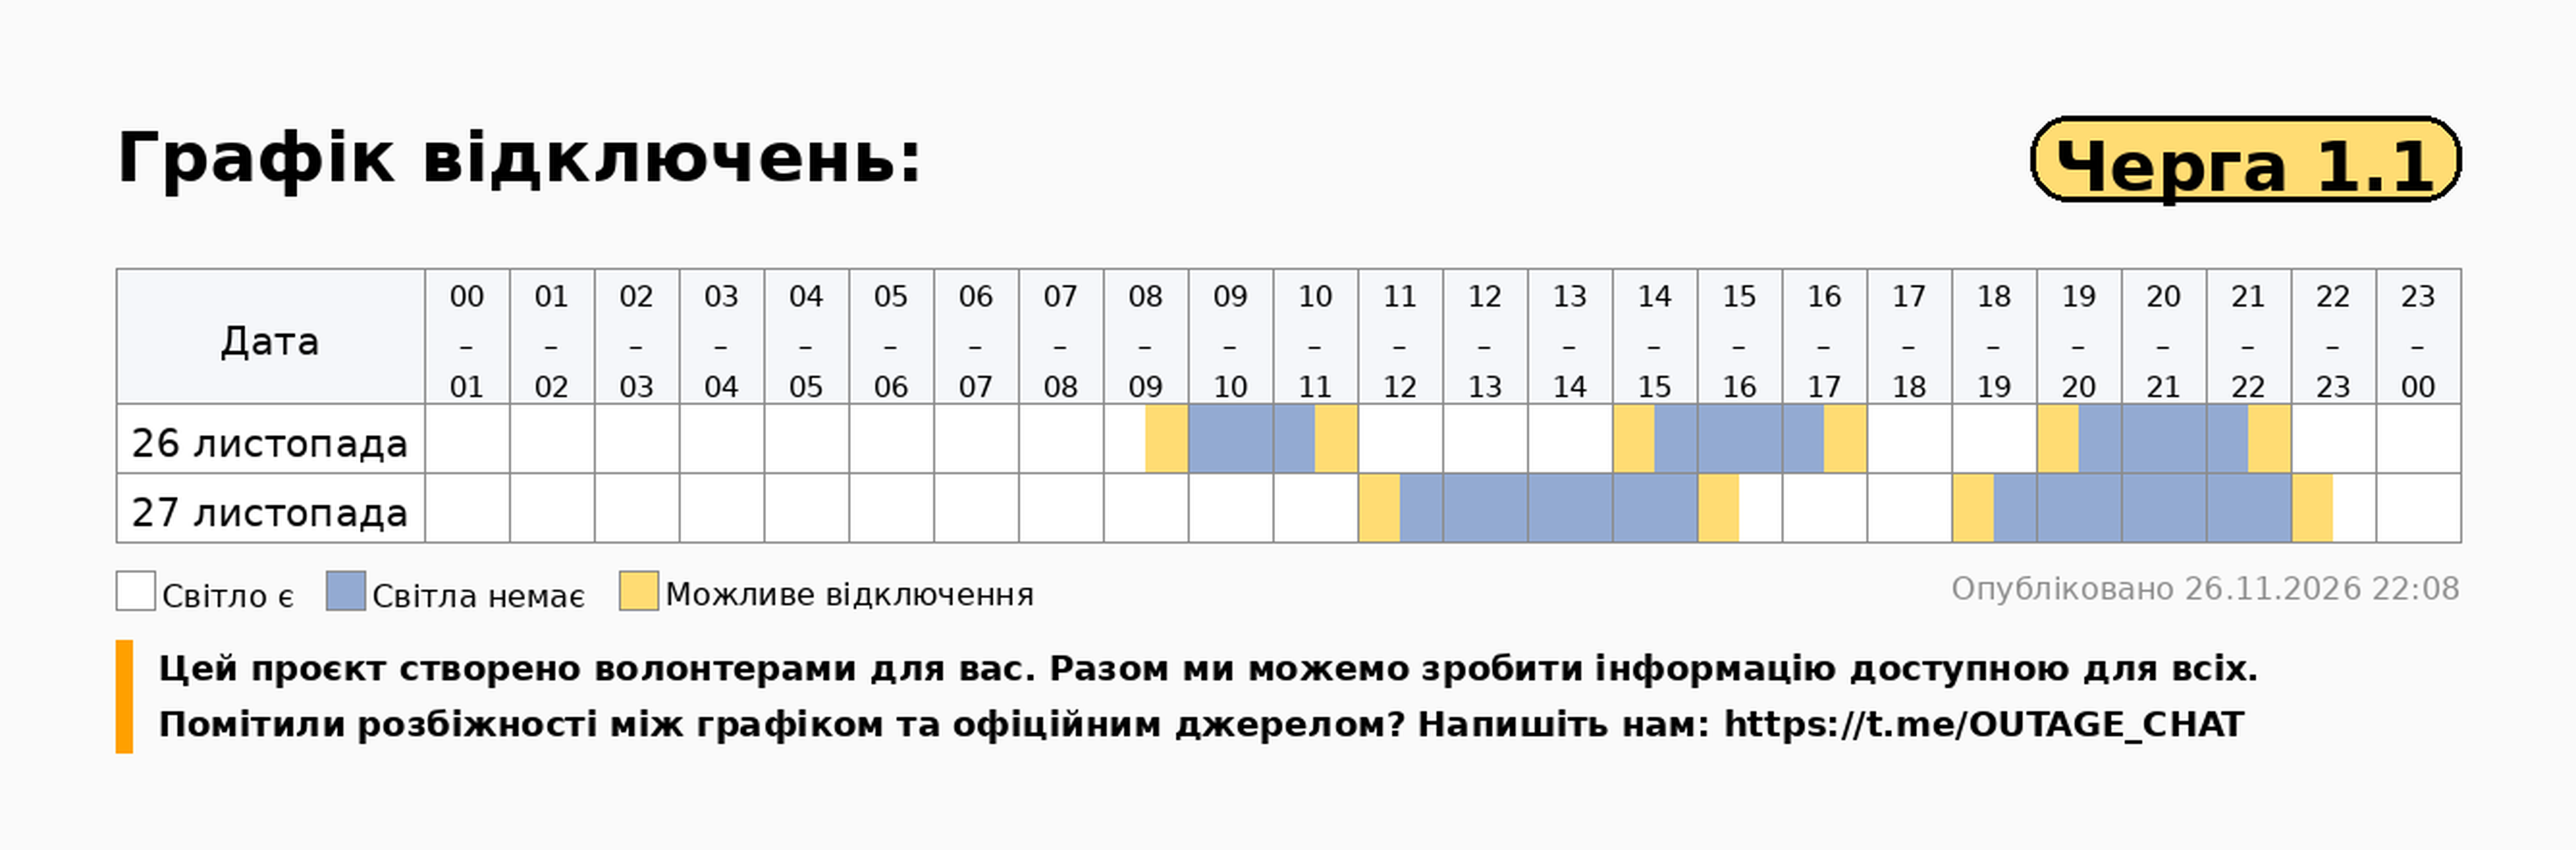 Графік відключень:
Черга 1.1
Дата 00 – 01 01 – 02 02 – 03 03 – 04 04 – 05 05 – 06 06 – 07 07 – 08 08 – 09 09 – 10 10 – 11 11 – 12 12 – 13 13 – 14 14 – 15 15 – 16 16 – 17 17 – 18 18 – 19 19 – 20 20 – 21 21 – 22 22 – 23 23 – 00
26 листопада
27 листопада
Світло є Світла немає Можливе відключення
Опубліковано 26.11.2026 22:08
Цей проєкт створено волонтерами для вас. Разом ми можемо зробити інформацію доступною для всіх.
Помітили розбіжності між графіком та офіційним джерелом? Напишіть нам: https://t.me/OUTAGE_CHAT